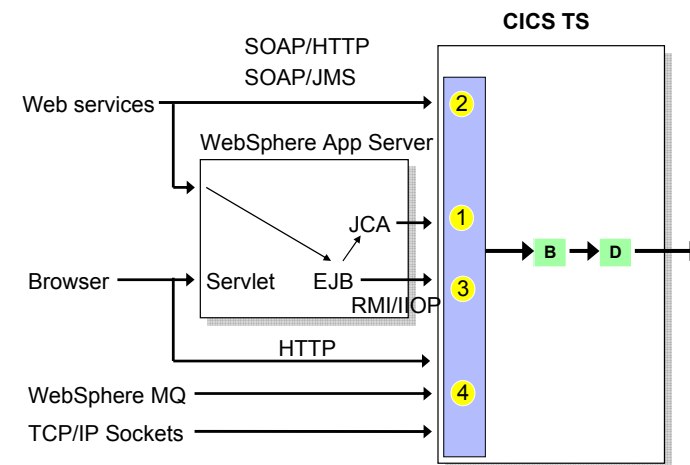 CICS TS
SOAP/HTTP
SOAP/JMS
Web services
2
WebSphere App Server
JCA
1
B
D
Browser
Servlet
EJB
3
RMI/IIOP
HTTP
WebSphere MQ
4
TCP/IP Sockets